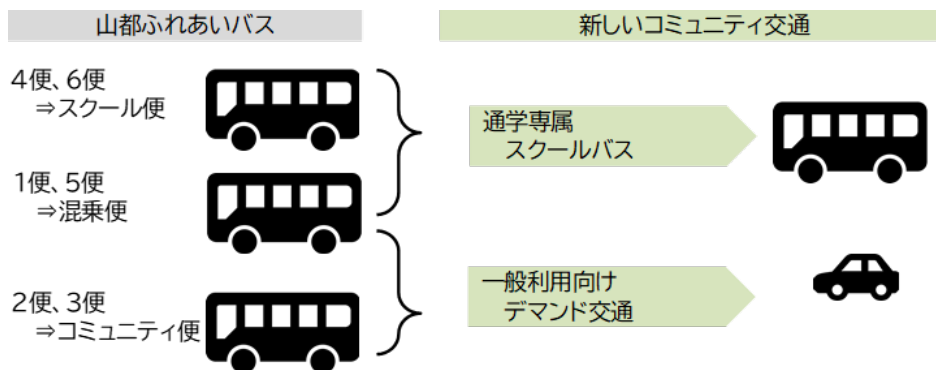 山都ふれあいバス
新しいコミュニティ交通
4便、6便
⇒スクール便
1便、5便
⇒混乗便
2便、3便
⇒コミュニティ便
通学専属
スクールバス
一般利用向け
デマンド交通